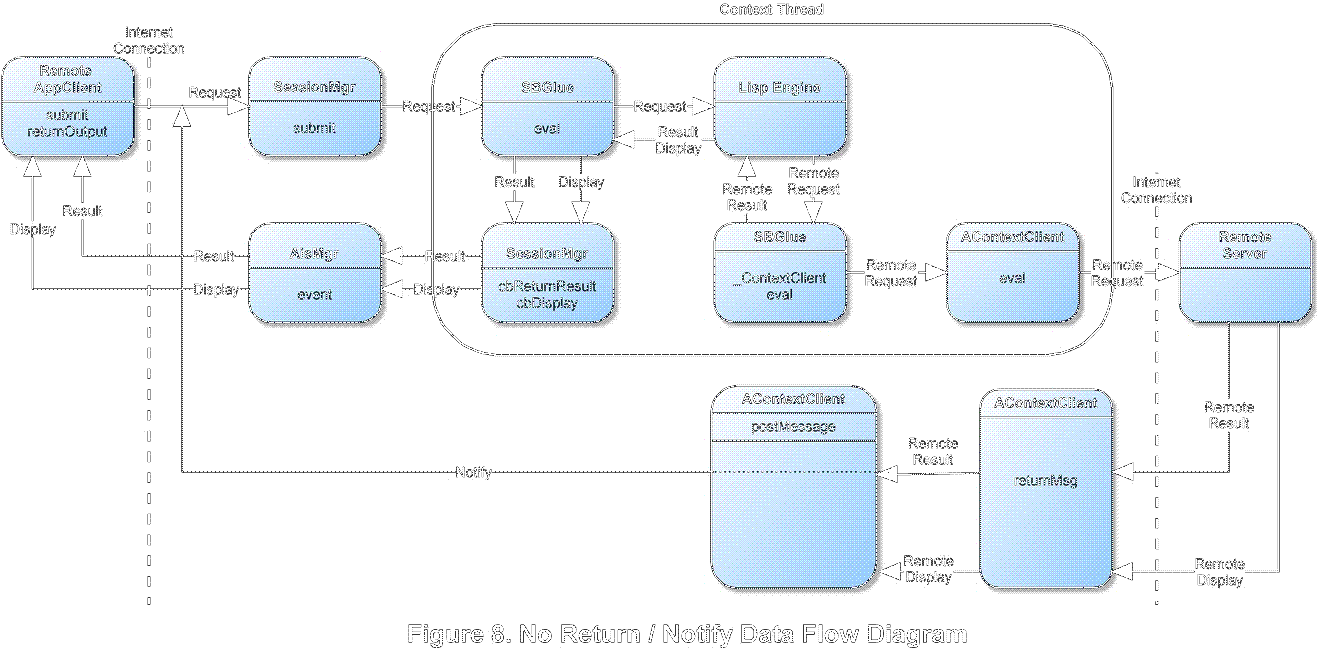 Context Thread
Internet
Connection
Remote
AppClient
submit
returnOutput
Request
SessionMgr
submit
Request
SBGlue
eval
Request
Result
Display
Lisp Engine
Result
Display
Remote
Result
Remote
Request
Internet
Connection
Display
Result
Result
Display
AisMgr
event
Result
Display
SessionMgr
cbReturnResult
cbDisplay
SBGlue
_ContextClient
eval
Remote
Request
AContextClient
eval
Remote
Request
Remote
Server
AContextClient
postMessage
Remote
Result
Remote
Display
AContextClient
returnMsg
Remote
Result
Remote
Display
Notify
Figure 8. No Return / Notify Data Flow Diagram